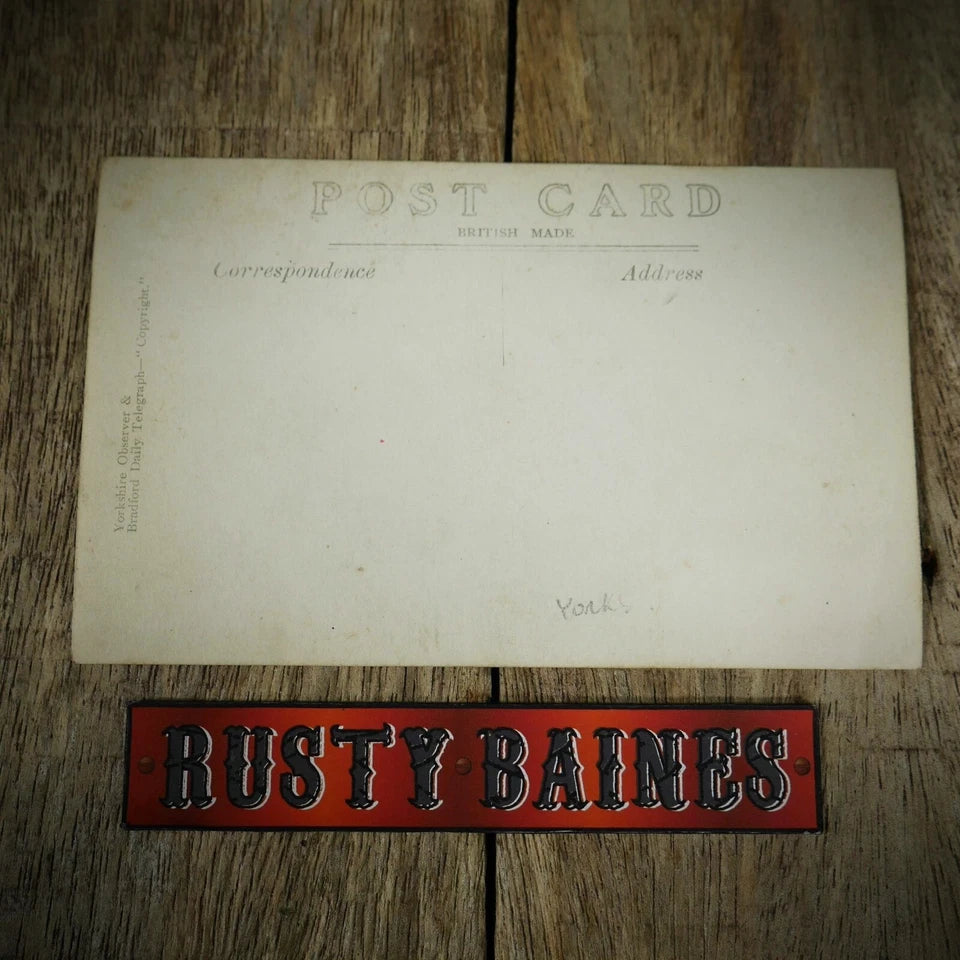 POST CARD
BRITISH MADE
Correspondence
Address
Yorkshire Observer &
Bradford Daily Telegraph—"Copyright."
Yorks
RUSTY BAINES